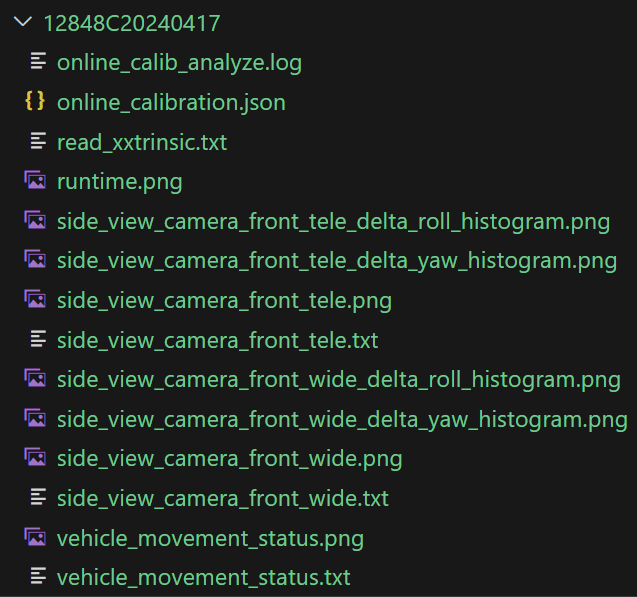 12848C20240417
online_calib_analyze.log
{} online_calibration.json
read_xxtrinsic.txt
runtime.png
side_view_camera_front_tele_delta_roll_histogram.png
side_view_camera_front_tele_delta_yaw_histogram.png
side_view_camera_front_tele.png
side_view_camera_front_tele.txt
side_view_camera_front_wide_delta_roll_histogram.png
side_view_camera_front_wide_delta_yaw_histogram.png
side_view_camera_front_wide.png
side_view_camera_front_wide.txt
vehicle_movement_status.png
vehicle_movement_status.txt